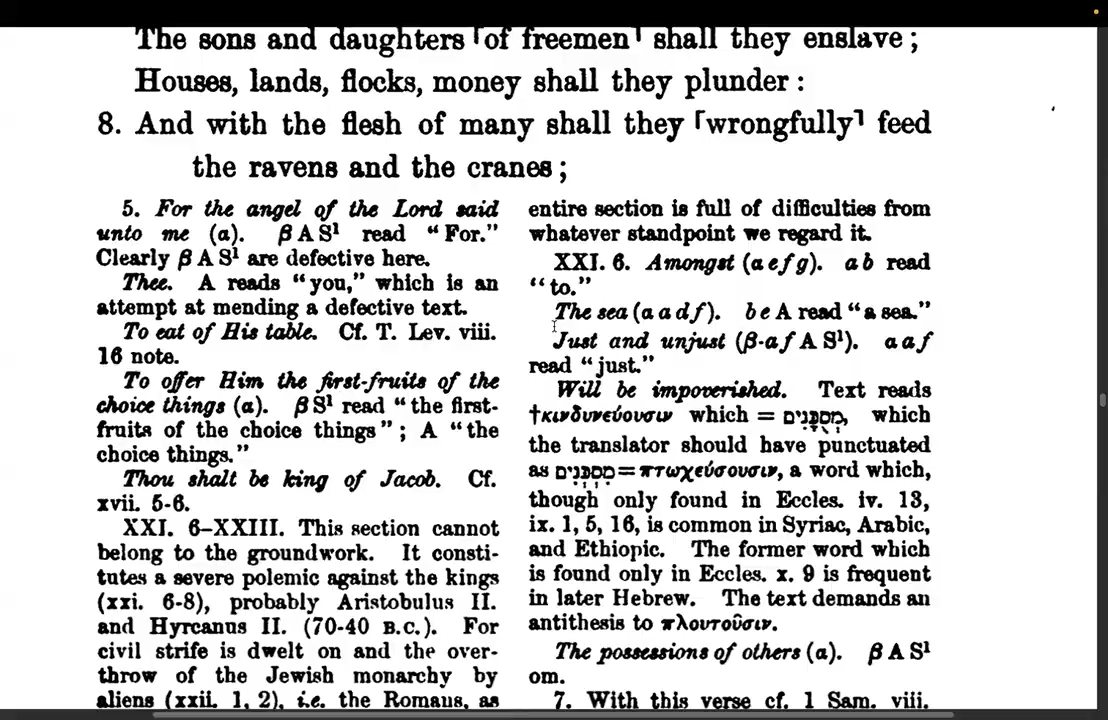 The sons and daughters ⌜of freemen⌝ shall they enslave ;
Houses, lands, flocks, money shall they plunder :
8. And with the flesh of many shall they ⌜wrongfully⌝ feed
the ravens and the cranes ;
5. For the angel of the Lord said
unto me (α). β A S¹ read “For.”
Clearly β A S¹ are defective here.
Thee. A reads “you,” which is an
attempt at mending a defective text.
To eat of His table. Cf. T. Lev. viii.
16 note.
To offer Him the first-fruits of the
choice things (α). β S¹ read “the first-
fruits of the choice things” ; A “the
choice things.”
Thou shalt be king of Jacob. Cf.
xvii. 5-6.
XXI. 6–XXIII. This section cannot
belong to the groundwork. It consti-
tutes a severe polemic against the kings
(xxi. 6-8), probably Aristobulus II.
and Hyrcanus II. (70-40 B.C.). For
civil strife is dwelt on and the over-
throw of the Jewish monarchy by
aliens (xxii. 1, 2), i.e. the Romans, as
entire section is full of difficulties from
whatever standpoint we regard it.
XXI. 6. Amongst (a e f g). a b read
“to.”
The sea (α a d f). b e A read “a sea.”
Just and unjust (β-a f A S¹). α a f
read “just.”
Will be impoverished. Text reads
†κινδυνεύουσιν which = מְסֻכָּנִים, which
the translator should have punctuated
as מִסְכֵּנִים = πτωχεύσουσιν, a word which,
though only found in Eccles. iv. 13,
ix. 1, 5, 16, is common in Syriac, Arabic,
and Ethiopic. The former word which
is found only in Eccles. x. 9 is frequent
in later Hebrew. The text demands an
antithesis to πλουτοῦσιν.
The possessions of others (α). β A S¹
om.
7. With this verse cf. 1 Sam. viii.